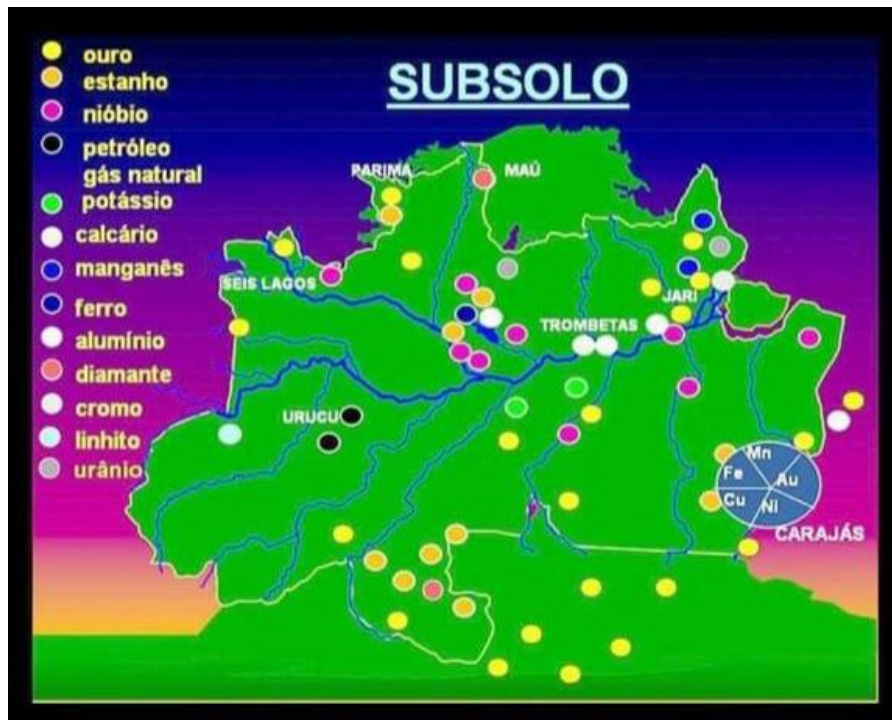 SUBSOLO
ouro
estanho
nióbio
petróleo
gás natural
potássio
calcário
manganês
ferro
alumínio
diamante
cromo
linhito
urânio
PARIMA
MAÚ
SEIS LAGOS
JARI
TROMBETAS
URUCU
Mn
Fe
Au
Cu
Ni
CARAJÁS